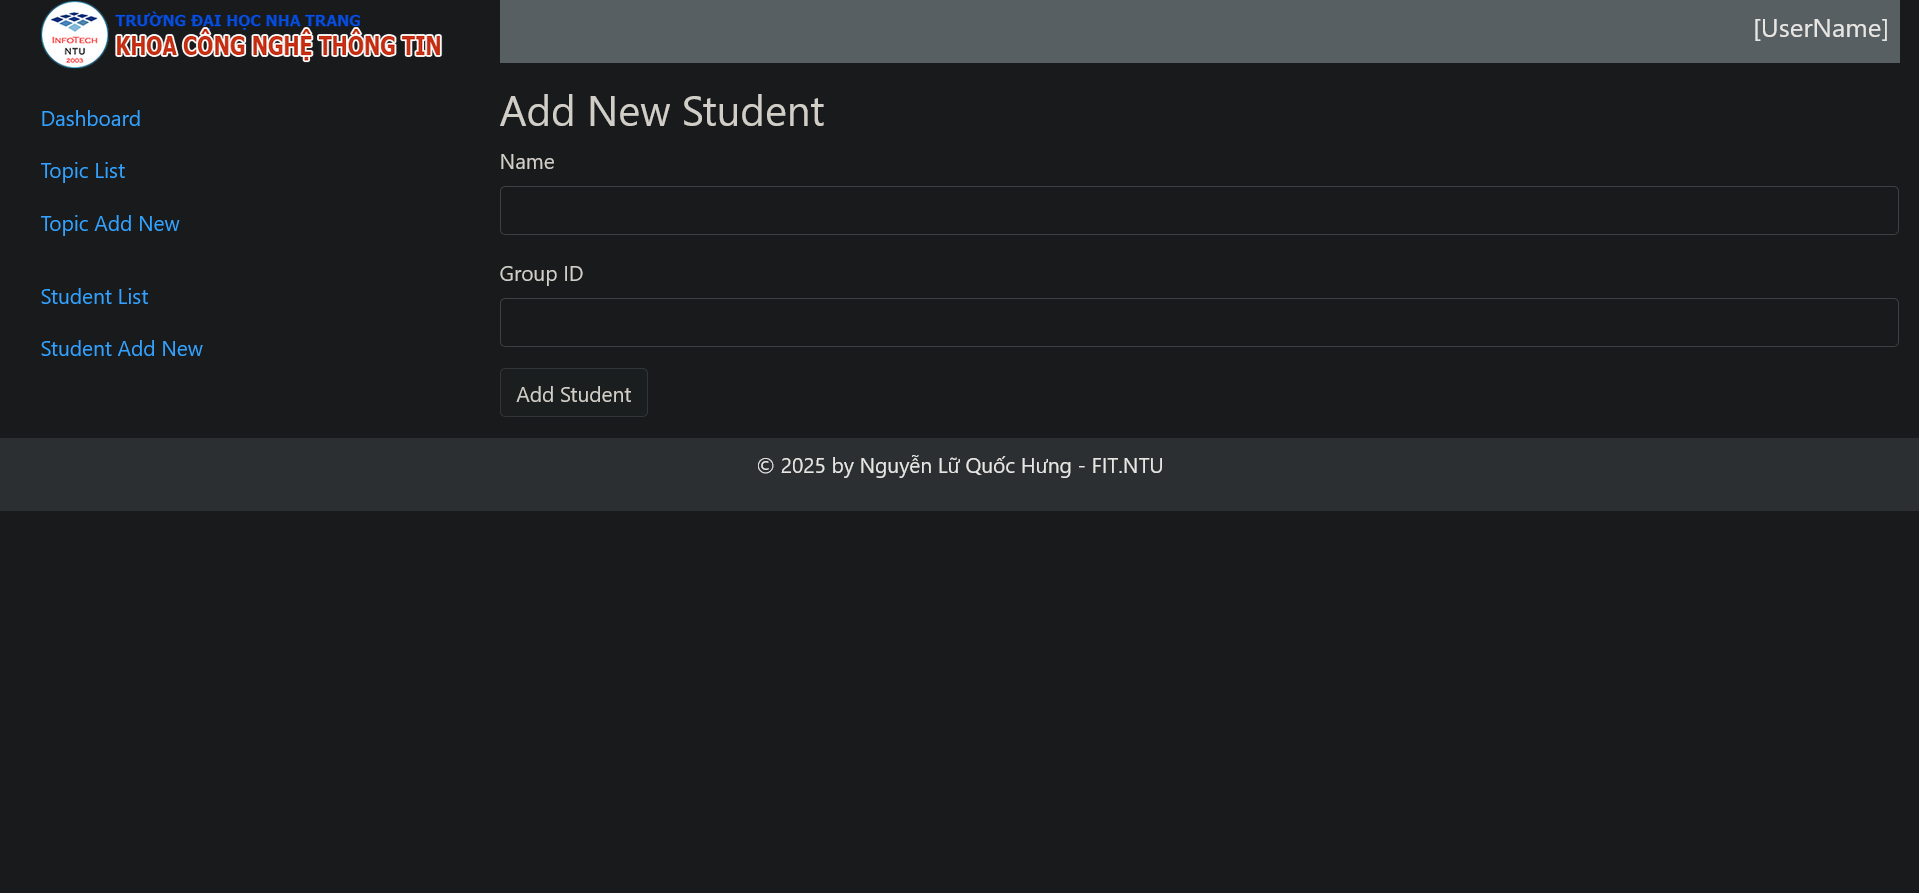 INFOTECH
NTU
2003
TRƯỜNG ĐẠI HỌC NHA TRANG
KHOA CÔNG NGHỆ THÔNG TIN
[UserName]
Dashboard
Topic List
Topic Add New
Student List
Student Add New
Add New Student
Name
Group ID
Add Student
© 2025 by Nguyễn Lữ Quốc Hưng - FIT.NTU